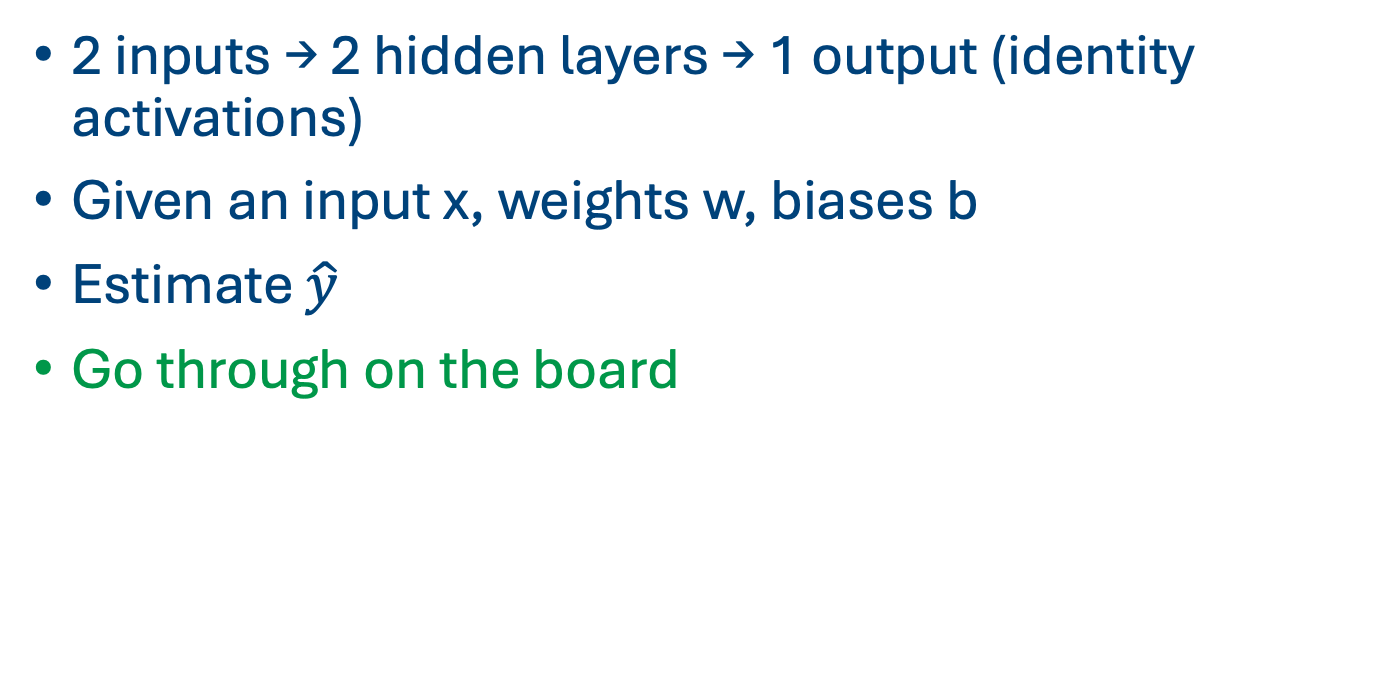 • 2 inputs → 2 hidden layers → 1 output (identity
activations)
• Given an input x, weights w, biases b
• Estimate ŷ
• Go through on the board